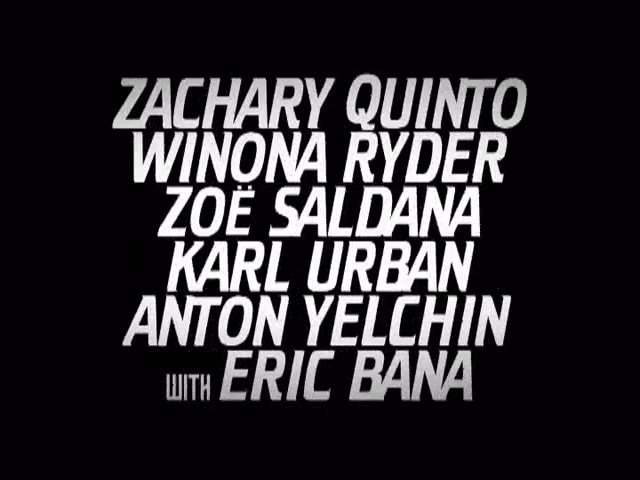 ZACHARY QUINTO
WINONA RYDER
ZOË SALDANA
KARL URBAN
ANTON YELCHIN
WITH ERIC BANA